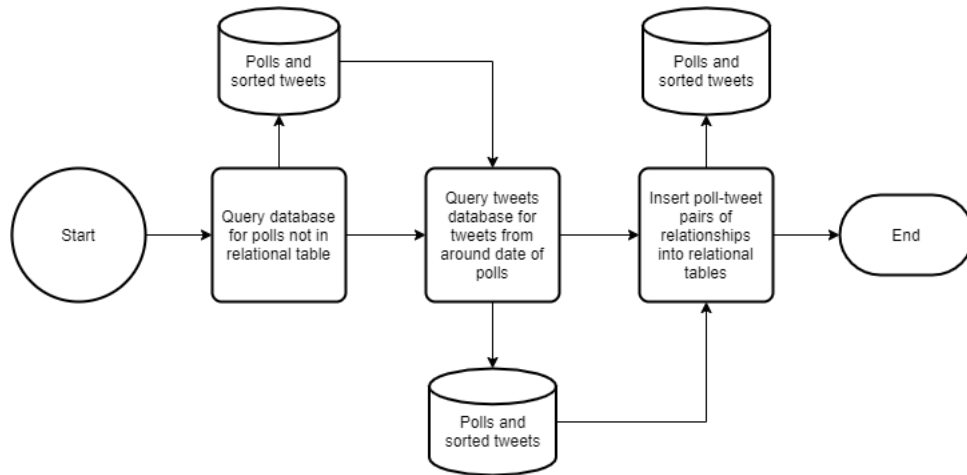 Polls and
sorted tweets
Polls and
sorted tweets
Start
Query database
for polls not in
relational table
Query tweets
database for
tweets from
around date of
polls
Insert poll-tweet
pairs of
relationships
into relational
tables
End
Polls and
sorted tweets